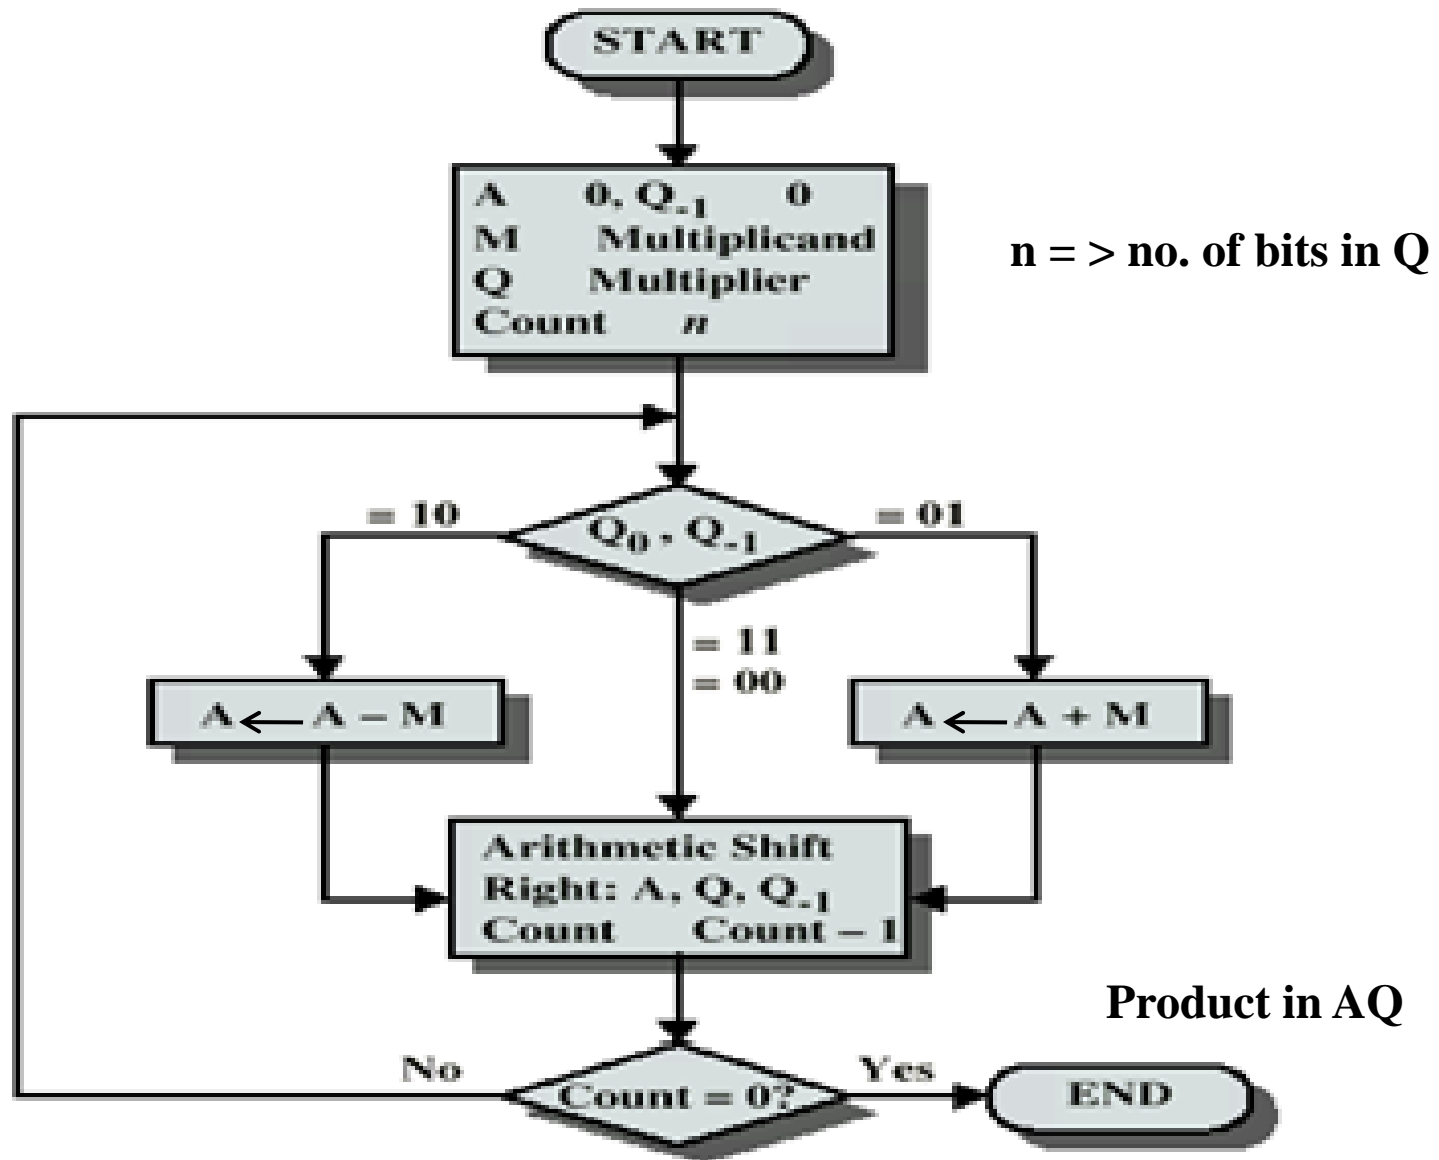 START
A 0, Q-1 0
M Multiplicand
Q Multiplier
Count n
n = > no. of bits in Q
= 10
Q0, Q-1
= 01
= 11
= 00
A ← A – M
A ← A + M
Arithmetic Shift
Right: A, Q, Q-1
Count Count – 1
Product in AQ
No
Count = 0?
Yes
END